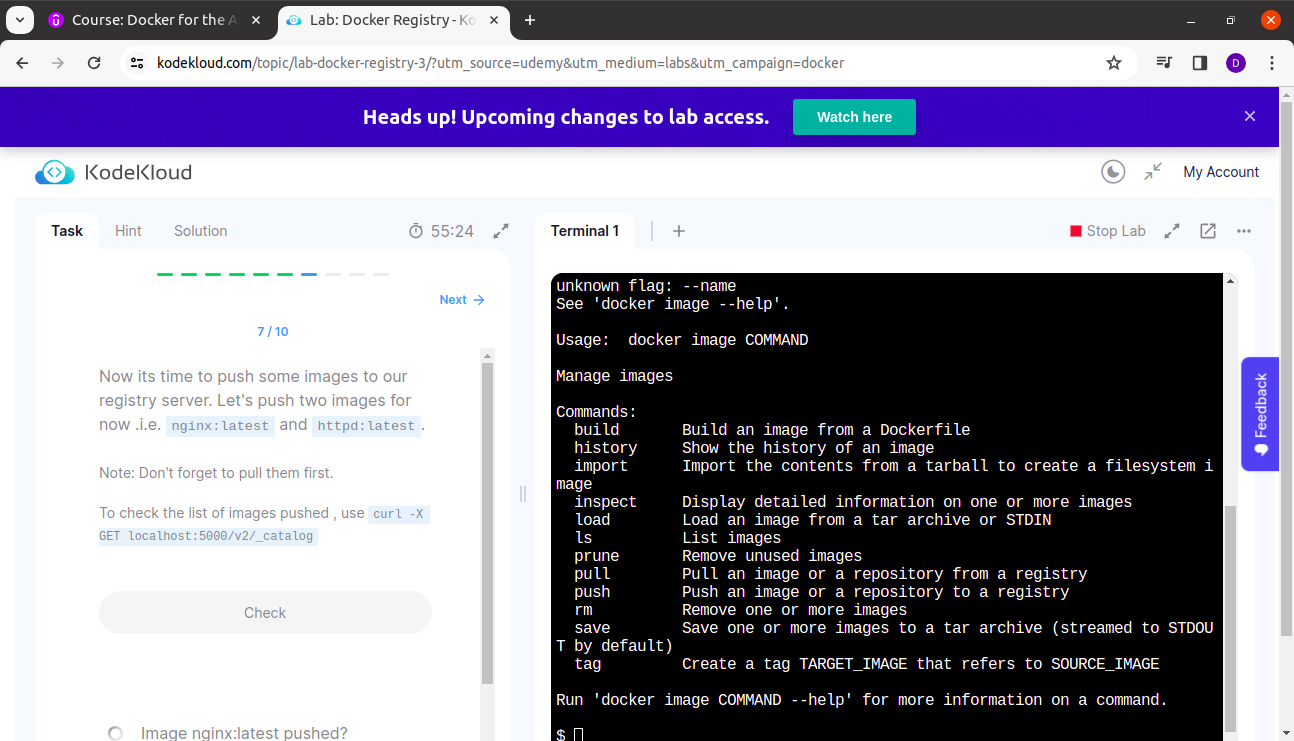 Course: Docker for the A
Lab: Docker Registry - Ko
kodekloud.com/topic/lab-docker-registry-3/?utm_source=udemy&utm_medium=labs&utm_campaign=docker
D
Heads up! Upcoming changes to lab access.
Watch here
KodeKloud
My Account
Task
Hint
Solution
55:24
Terminal 1
Stop Lab
Next
7 / 10
Now its time to push some images to our
registry server. Let's push two images for
now .i.e. nginx:latest and httpd:latest.
Note: Don't forget to pull them first.
To check the list of images pushed , use curl -X
GET localhost:5000/v2/_catalog
Check
Image nginx:latest pushed?
unknown flag: --name
See 'docker image --help'.
Usage:  docker image COMMAND
Manage images
Commands:
  build       Build an image from a Dockerfile
  history     Show the history of an image
  import      Import the contents from a tarball to create a filesystem i
mage
  inspect     Display detailed information on one or more images
  load        Load an image from a tar archive or STDIN
  ls          List images
  prune       Remove unused images
  pull        Pull an image or a repository from a registry
  push        Push an image or a repository to a registry
  rm          Remove one or more images
  save        Save one or more images to a tar archive (streamed to STDOU
T by default)
  tag         Create a tag TARGET_IMAGE that refers to SOURCE_IMAGE
Run 'docker image COMMAND --help' for more information on a command.
$
Feedback